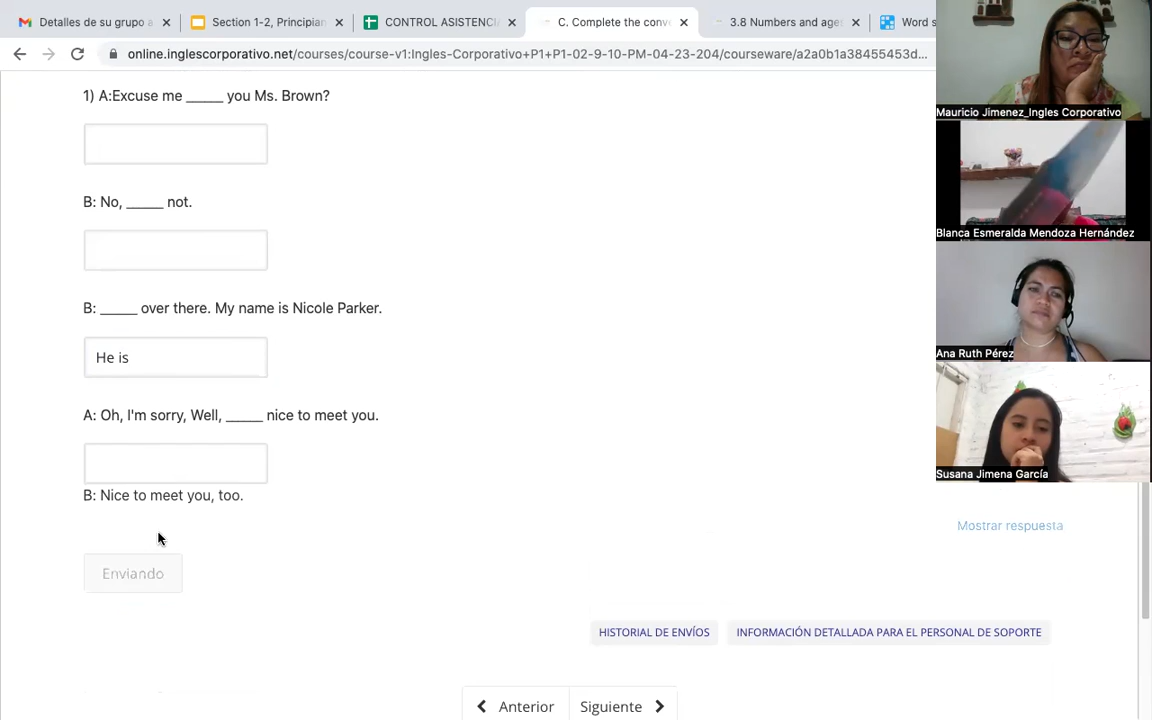 Detalles de su grupo a
Section 1-2, Principian
CONTROL ASISTENCI
C. Complete the conv
3.8 Numbers and ages
Word s
online.inglescorporativo.net/courses/course-v1:Ingles-Corporativo+P1+P1-02-9-10-PM-04-23-204/courseware/a2a0b1a38455453d...
1) A:Excuse me _____ you Ms. Brown?
B: No, _____ not.
B: _____ over there. My name is Nicole Parker.
He is
A: Oh, I'm sorry, Well, _____ nice to meet you.
B: Nice to meet you, too.
Mostrar respuesta
Enviando
HISTORIAL DE ENVÍOS
INFORMACIÓN DETALLADA PARA EL PERSONAL DE SOPORTE
Anterior
Siguiente
Mauricio Jimenez_Ingles Corporativo
Blanca Esmeralda Mendoza Hernández
Ana Ruth Pérez
Susana Jimena García